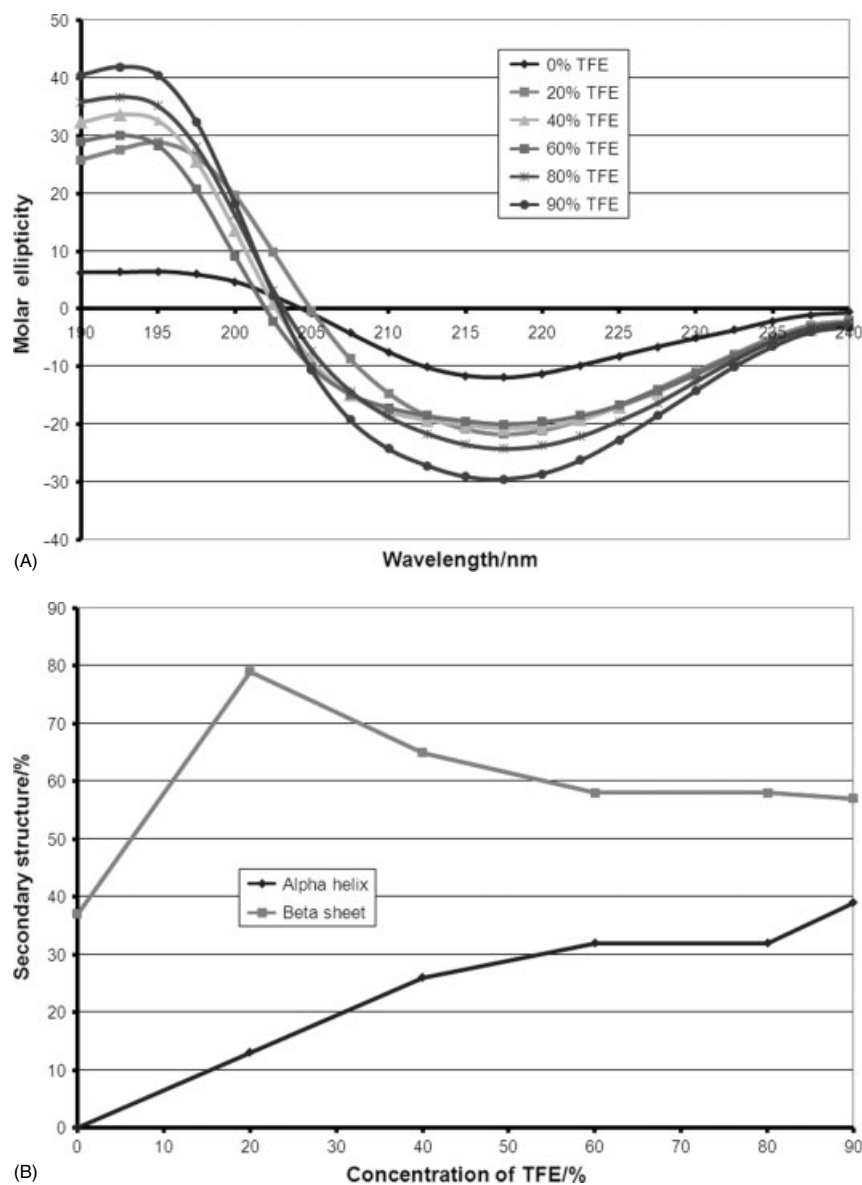 50
40
30
20
10
0
-10
-20
-30
-40
Molar ellipticity
0% TFE
20% TFE
40% TFE
60% TFE
80% TFE
90% TFE
190 195 200 205 210 215 220 225 230 235 240
(A)
Wavelength/nm
90
80
70
60
50
40
30
20
10
0
Secondary structure/%
Alpha helix
Beta sheet
0 10 20 30 40 50 60 70 80 90
(B)
Concentration of TFE/%